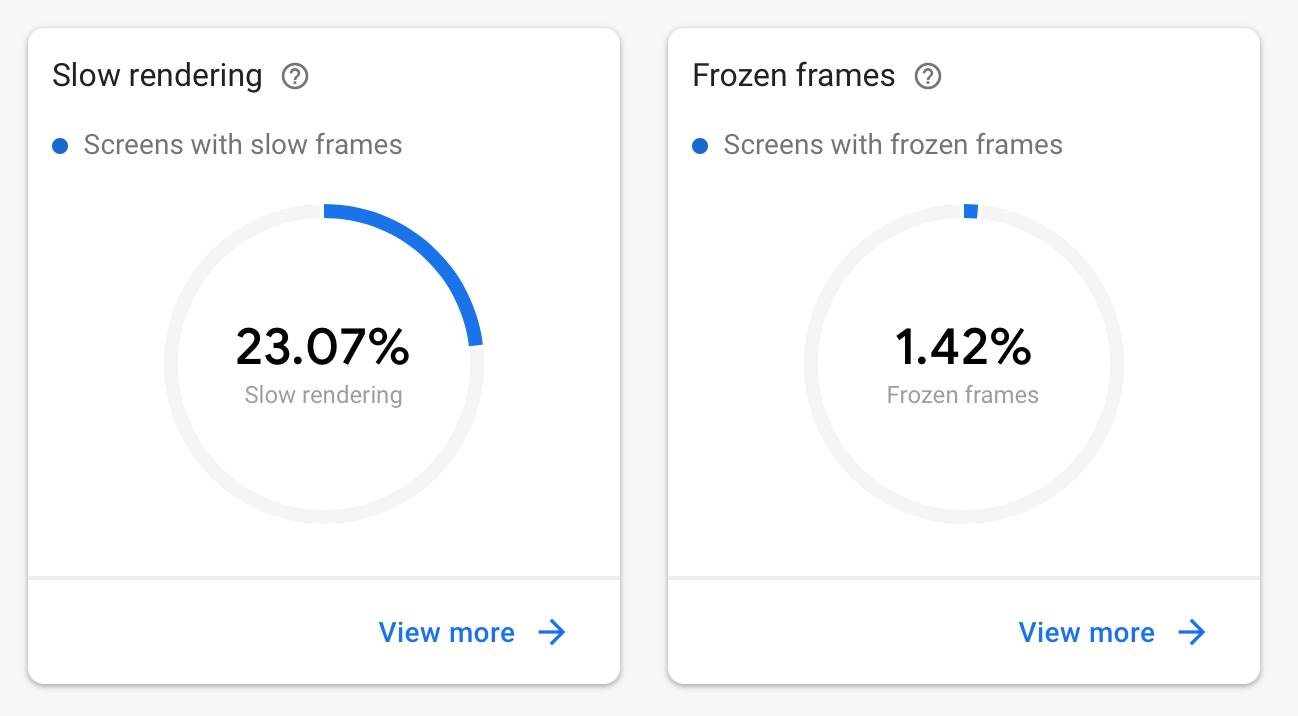 Slow rendering
Screens with slow frames
23.07%
Slow rendering
View more
Frozen frames
Screens with frozen frames
1.42%
Frozen frames
View more